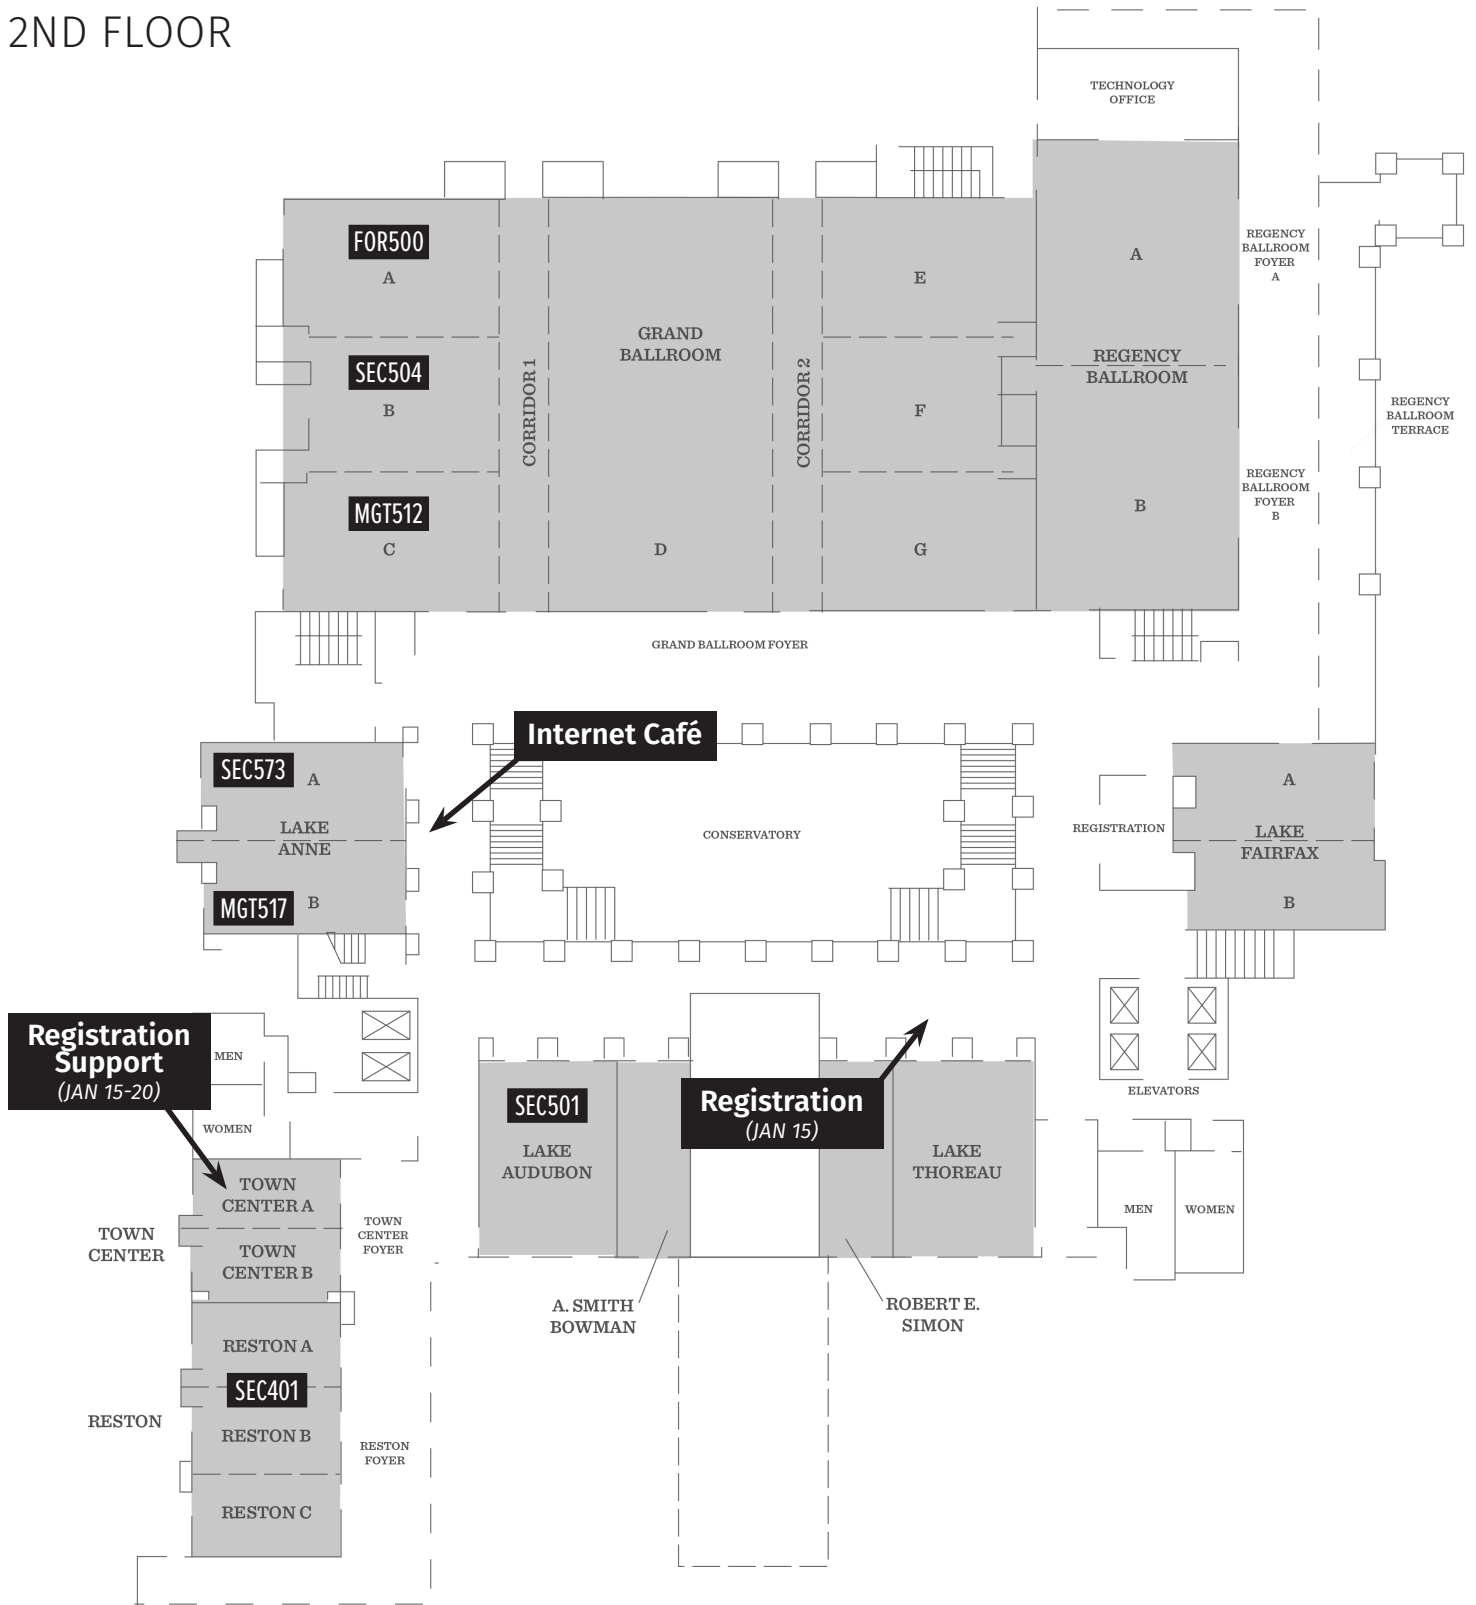 2ND FLOOR
TECHNOLOGY
OFFICE
FOR500
A
SEC504
B
MGT512
C
CORRIDOR 1
GRAND
BALLROOM
D
CORRIDOR 2
E
F
G
A
REGENCY
BALLROOM
B
REGENCY
BALLROOM
FOYER
A
REGENCY
BALLROOM
FOYER
B
REGENCY
BALLROOM
TERRACE
GRAND BALLROOM FOYER
Internet Café
SEC573
A
LAKE
ANNE
MGT517
B
CONSERVATORY
REGISTRATION
A
LAKE
FAIRFAX
B
Registration
Support
(JAN 15-20)
MEN
WOMEN
ELEVATORS
SEC501
LAKE
AUDUBON
Registration
(JAN 15)
LAKE
THOREAU
MEN
WOMEN
TOWN
CENTER
TOWN
CENTER A
TOWN
CENTER B
TOWN
CENTER
FOYER
A. SMITH
BOWMAN
ROBERT E.
SIMON
RESTON
RESTON A
SEC401
RESTON B
RESTON C
RESTON
FOYER